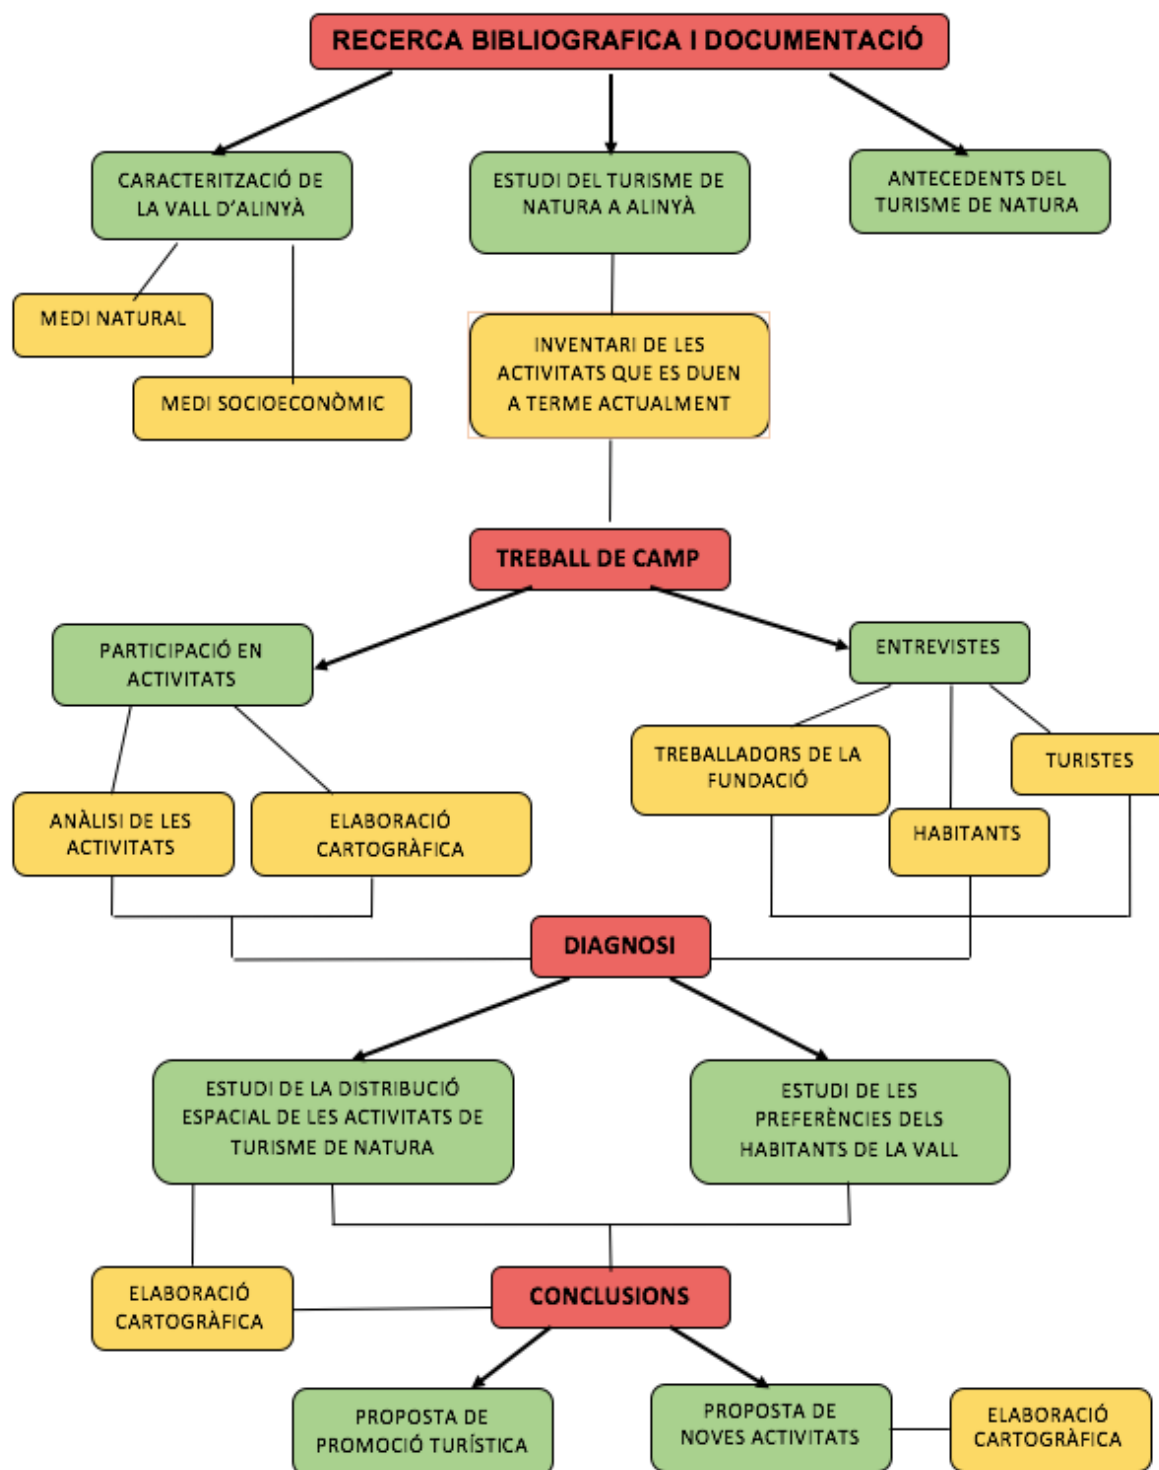 RECERCA BIBLIOGRAFICA I DOCUMENTACIÓ
CARACTERITZACIÓ DE
LA VALL D'ALINYÀ
ESTUDI DEL TURISME DE
NATURA A ALINYÀ
ANTECEDENTS DEL
TURISME DE NATURA
MEDI NATURAL
MEDI SOCIOECONÒMIC
INVENTARI DE LES
ACTIVITATS QUE ES DUEN
A TERME ACTUALMENT
TREBALL DE CAMP
PARTICIPACIÓ EN
ACTIVITATS
ENTREVISTES
ANÀLISI DE LES
ACTIVITATS
ELABORACIÓ
CARTOGRÀFICA
TREBALLADORS DE LA
FUNDACIÓ
HABITANTS
TURISTES
DIAGNOSI
ESTUDI DE LA DISTRIBUCIÓ
ESPACIAL DE LES ACTIVITATS DE
TURISME DE NATURA
ESTUDI DE LES
PREFERÈNCIES DELS
HABITANTS DE LA VALL
ELABORACIÓ
CARTOGRÀFICA
CONCLUSIONS
PROPOSTA DE
PROMOCIÓ TURÍSTICA
PROPOSTA DE
NOVES ACTIVITATS
ELABORACIÓ
CARTOGRÀFICA